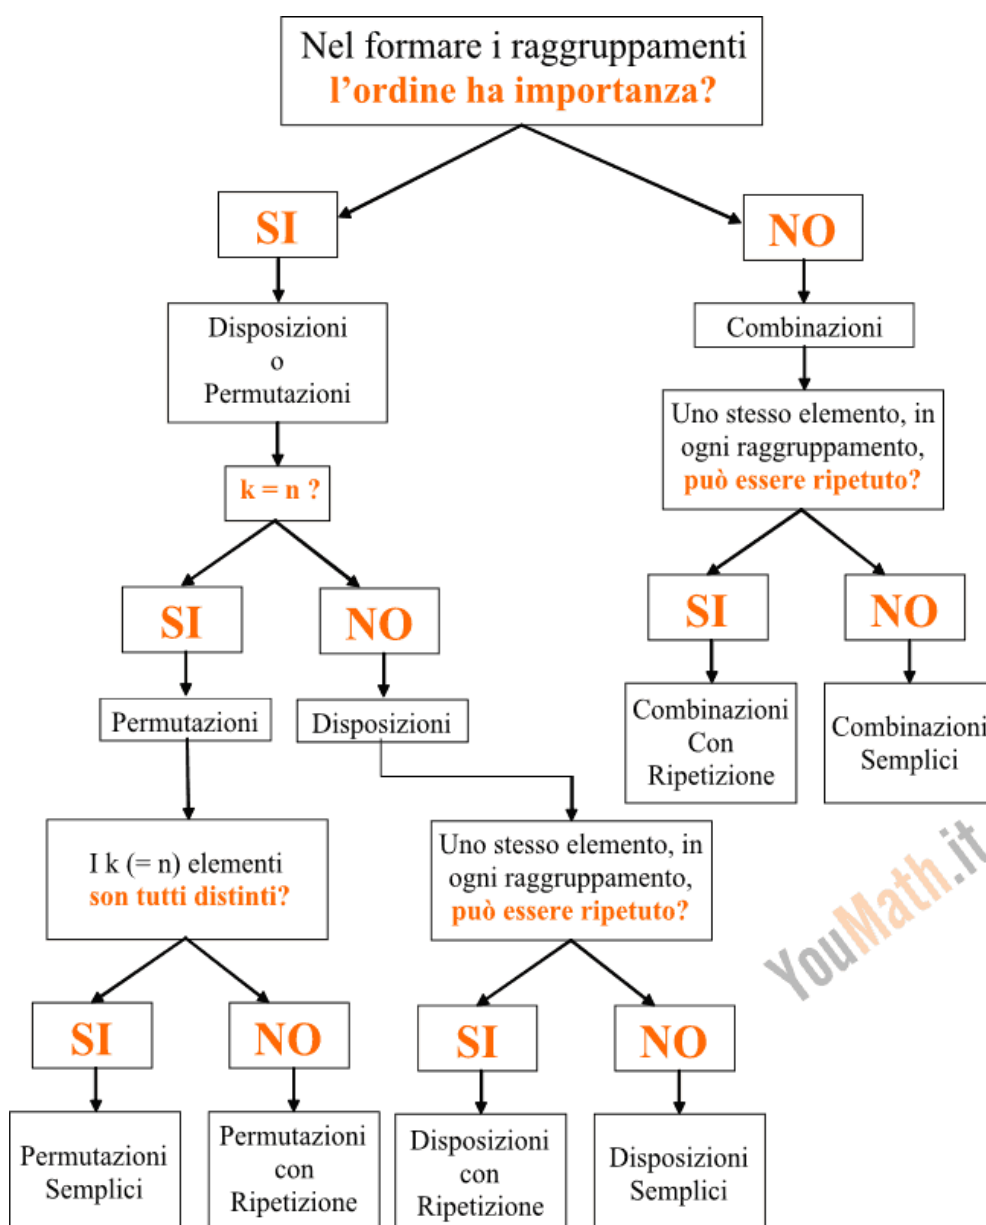 Nel formare i raggruppamenti
l’ordine ha importanza?
SI
NO
Disposizioni
o
Permutazioni
Combinazioni
k = n ?
Uno stesso elemento, in
ogni raggruppamento,
può essere ripetuto?
SI
NO
SI
NO
Permutazioni
Disposizioni
Combinazioni
Con
Ripetizione
Combinazioni
Semplici
I k (= n) elementi
son tutti distinti?
Uno stesso elemento, in
ogni raggruppamento,
può essere ripetuto?
YouMath.it
SI
NO
SI
NO
Permutazioni
Semplici
Permutazioni
con
Ripetizione
Disposizioni
con
Ripetizione
Disposizioni
Semplici